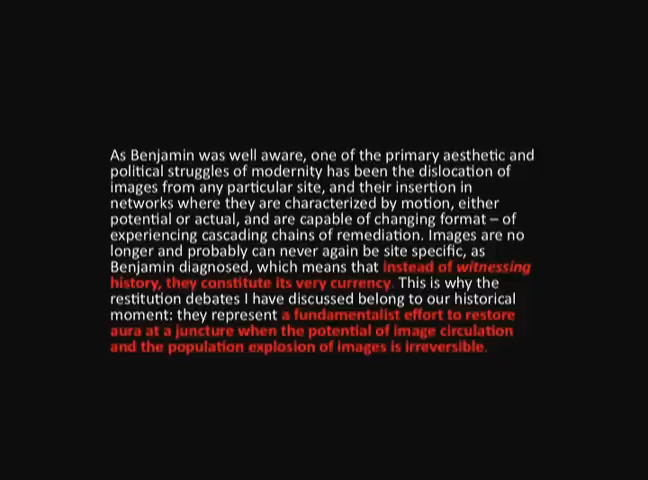 As Benjamin was well aware, one of the primary aesthetic and
political struggles of modernity has been the dislocation of
images from any particular site, and their insertion in
networks where they are characterized by motion, either
potential or actual, and are capable of changing format – of
experiencing cascading chains of remediation. Images are no
longer and probably can never again be site specific, as
Benjamin diagnosed, which means that instead of witnessing
history, they constitute its very currency. This is why the
restitution debates I have discussed belong to our historical
moment: they represent a fundamentalist effort to restore
aura at a juncture when the potential of image circulation
and the population explosion of images is irreversible.